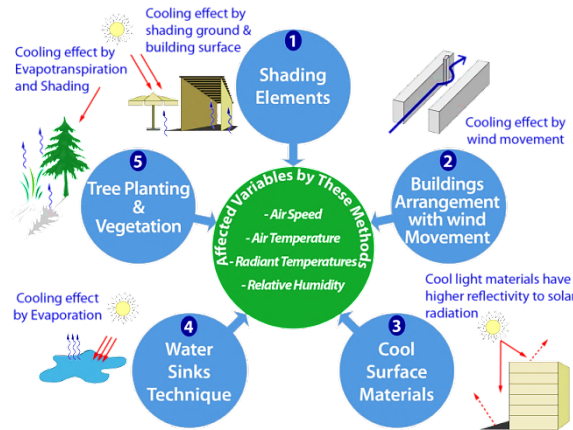 Cooling effect by
shading ground &
building surface
1
Shading
Elements
Cooling effect by
Evapotranspiration
and Shading
Cooling effect by
wind movement
2
Buildings
Arrangement
with wind
Movement
5
Tree Planting
&
Vegetation
Affected Variables by These Methods
- Air Speed
- Air Temperature
- Radiant Temperatures
- Relative Humidity
Cool light materials have
higher reflectivity to solar
radiation
3
Cool
Surface
Materials
4
Water
Sinks
Technique
Cooling effect
by Evaporation